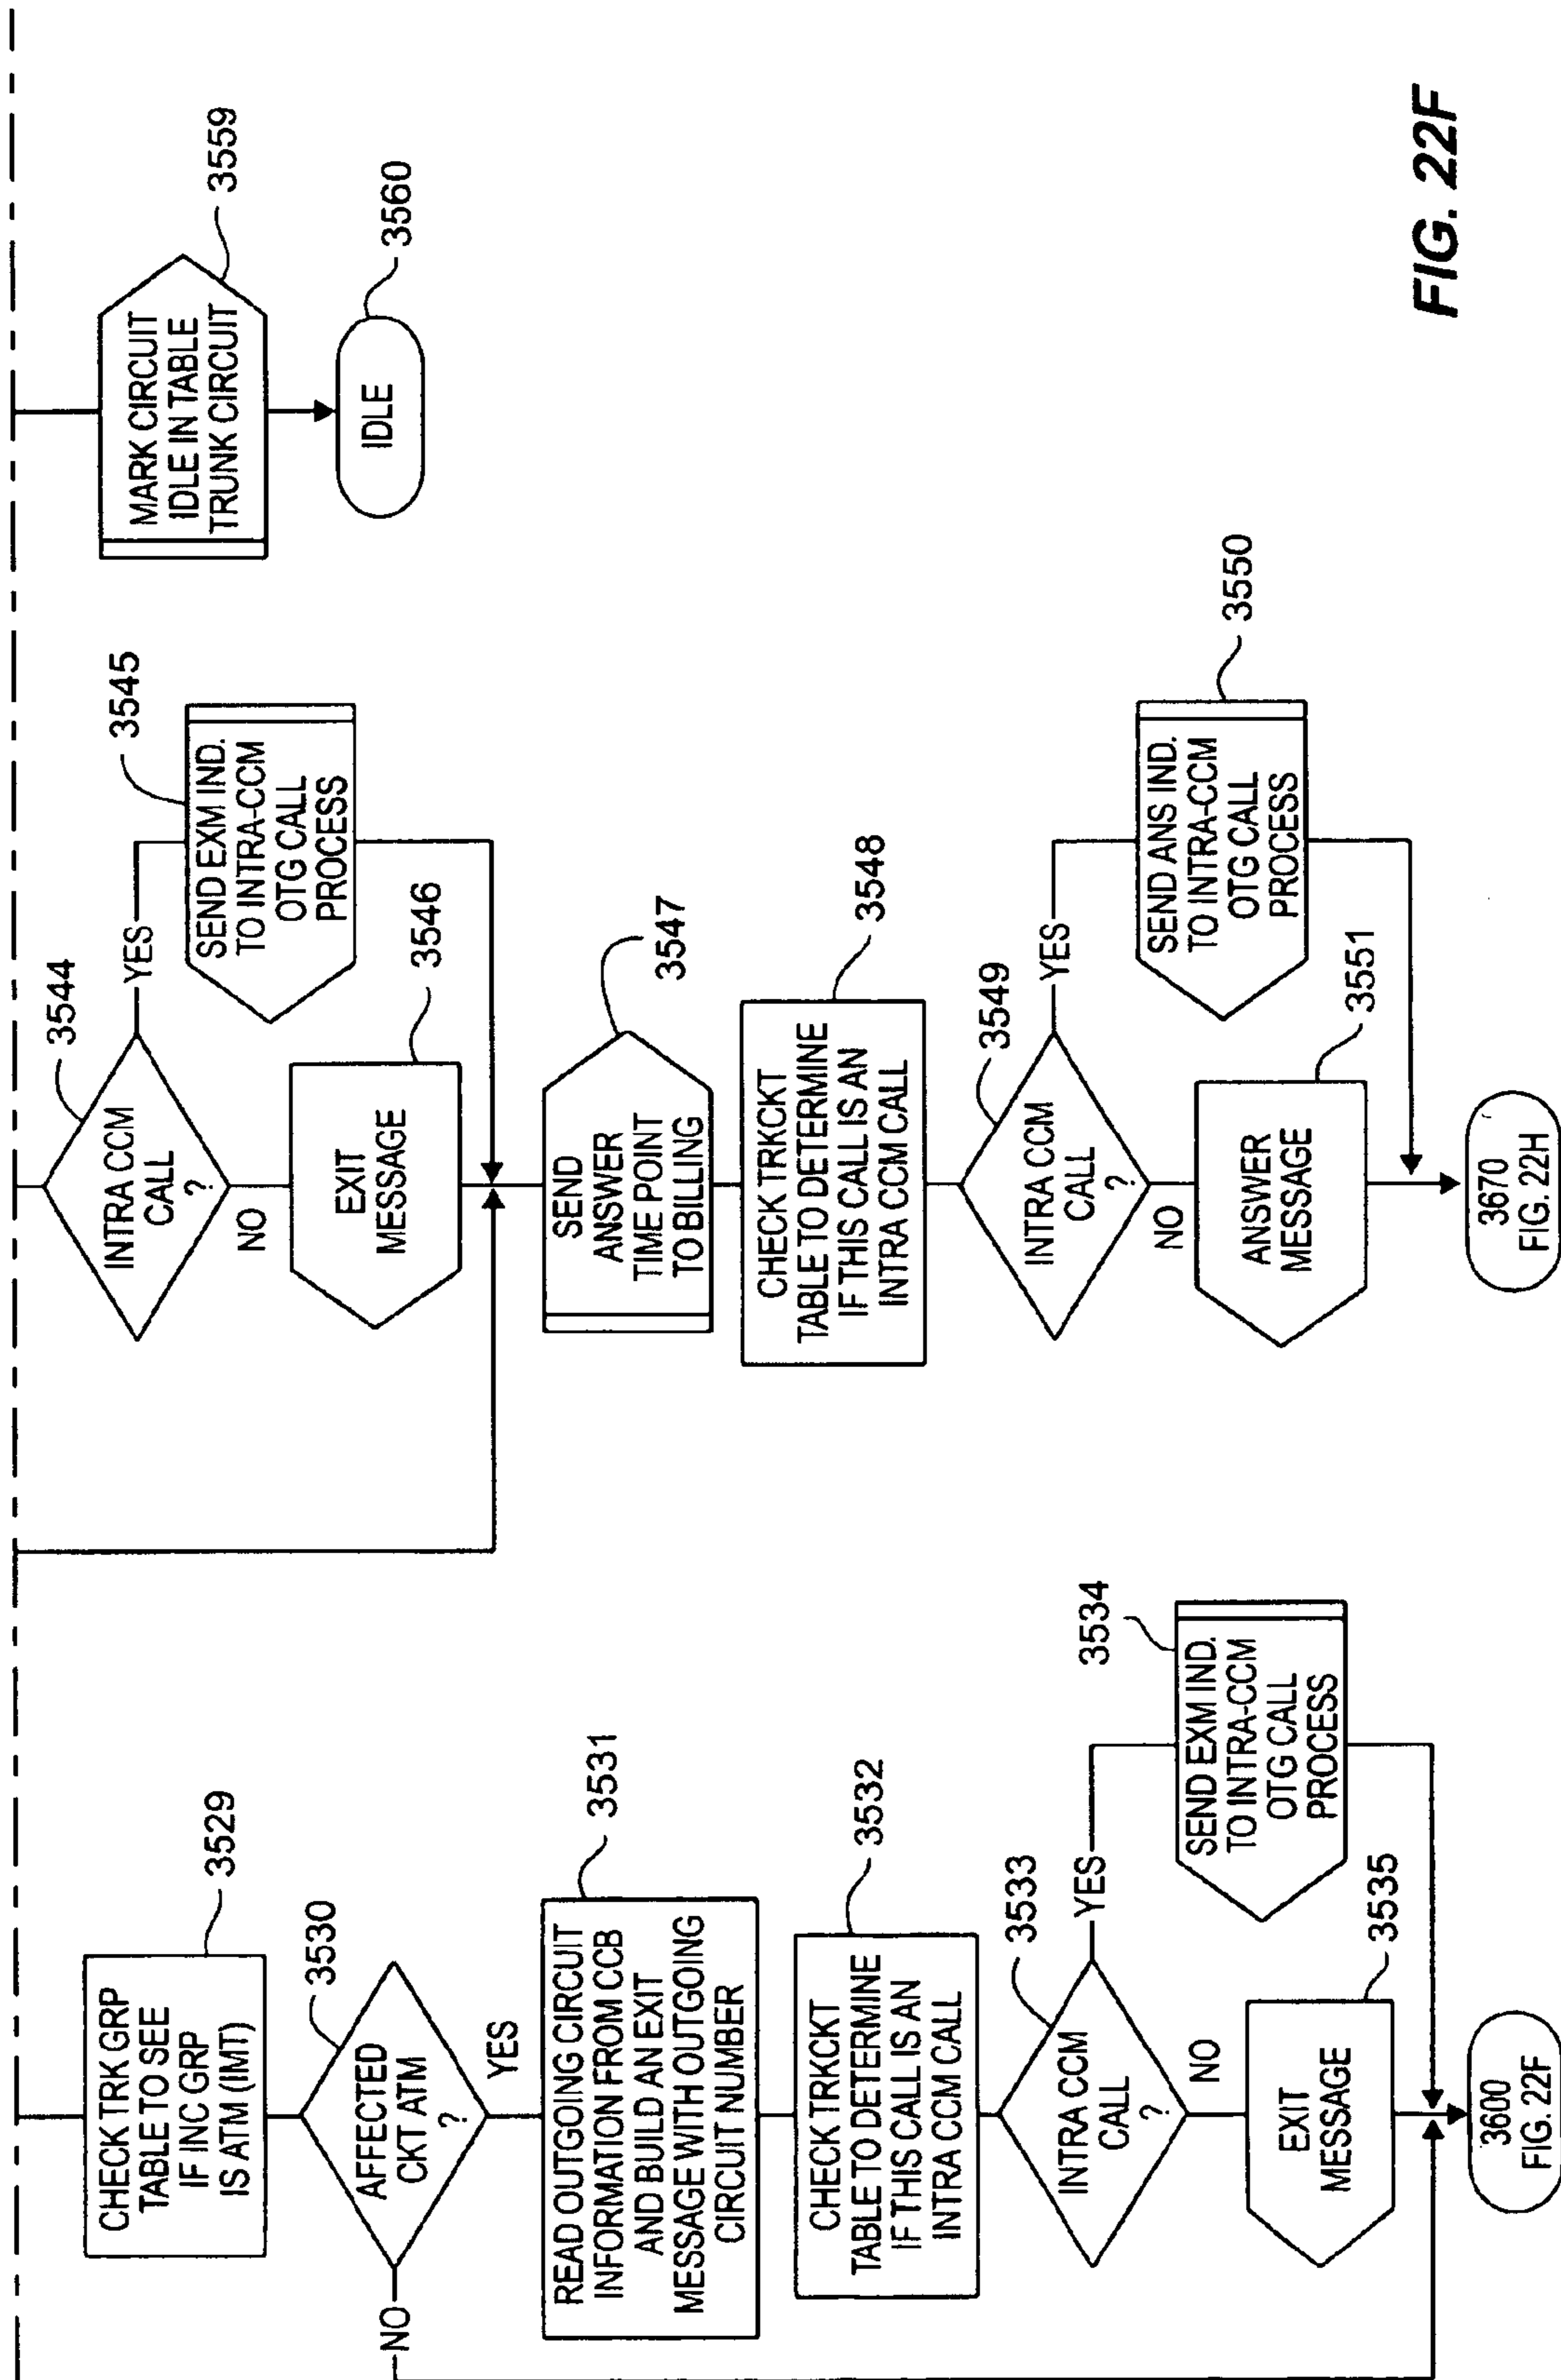 CHECK TRK GRP
TABLE TO SEE
IF INC GRP
IS ATM (IMT)
3529
AFFECTED
CKT ATM
?
3530
NO
YES
READ OUTGOING CIRCUIT
INFORMATION FROM CCB
AND BUILD AN EXIT
MESSAGE WITH OUTGOING
CIRCUIT NUMBER
3531
CHECK TRKCKT
TABLE TO DETERMINE
IF THIS CALL IS AN
INTRA CCM CALL
3532
INTRA CCM
CALL
?
3533
YES
NO
SEND EXM IND.
TO INTRA-CCM
OTG CALL
PROCESS
3534
EXIT
MESSAGE
3535
3600
FIG. 22F
INTRA CCM
CALL
?
3544
YES
NO
SEND EXM IND.
TO INTRA-CCM
OTG CALL
PROCESS
3545
EXIT
MESSAGE
3546
SEND
ANSWER
TIME POINT
TO BILLING
3547
CHECK TRKCKT
TABLE TO DETERMINE
IF THIS CALL IS AN
INTRA CCM CALL
3548
INTRA CCM
CALL
?
3549
YES
NO
SEND ANS IND.
TO INTRA-CCM
OTG CALL
PROCESS
3550
ANSWER
MESSAGE
3551
3670
FIG. 22H
MARK CIRCUIT
IDLE IN TABLE
TRUNK CIRCUIT
3559
IDLE
3560
FIG. 22F